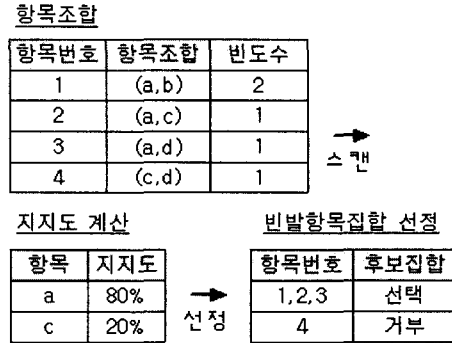 항목조합
항목번호 항목조합 빈도수
1 (a,b) 2
2 (a,c) 1
3 (a,d) 1
4 (c,d) 1
스캔
지지도 계산 빈발항목집합 선정
항목 지지도 항목번호 후보집합
a 80% 1,2,3 선택
선정
c 20% 4 거부